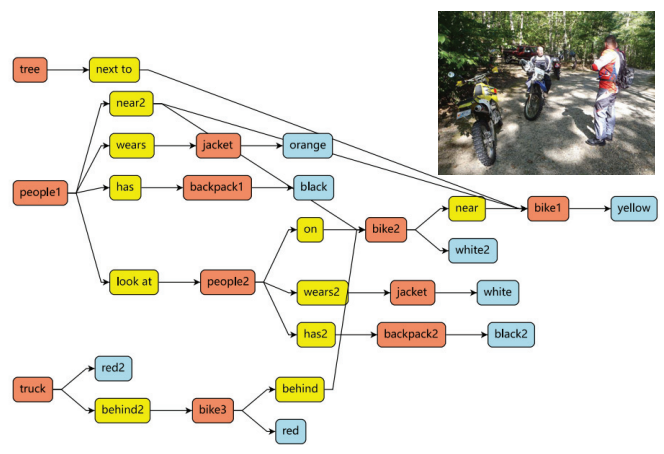 tree
next to
near2
wears
jacket
orange
people1
has
backpack1
black
near
bike1
yellow
on
bike2
white2
look at
people2
wears2
jacket
white
has2
backpack2
black2
red2
truck
behind
behind2
bike3
red